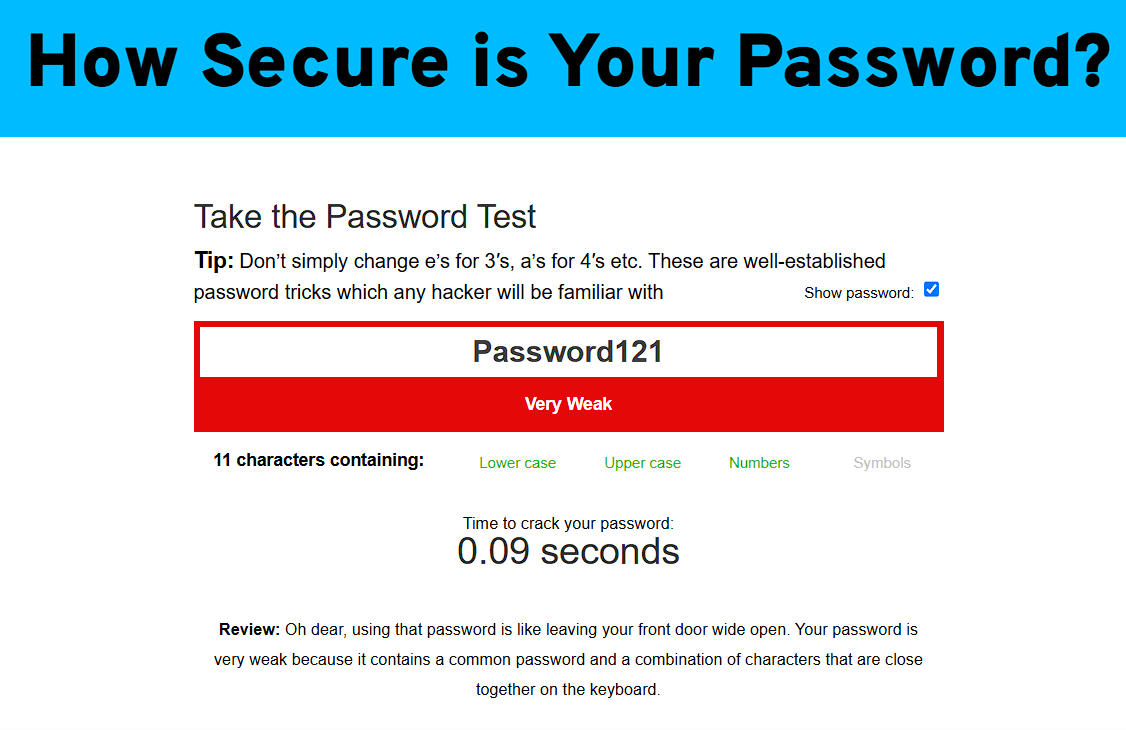 How Secure is Your Password?
Take the Password Test
Tip: Don’t simply change e’s for 3′s, a’s for 4′s etc. These are well-established
password tricks which any hacker will be familiar with
Show password:
Password121
Very Weak
11 characters containing: Lower case Upper case Numbers Symbols
Time to crack your password:
0.09 seconds
Review: Oh dear, using that password is like leaving your front door wide open. Your password is
very weak because it contains a common password and a combination of characters that are close
together on the keyboard.